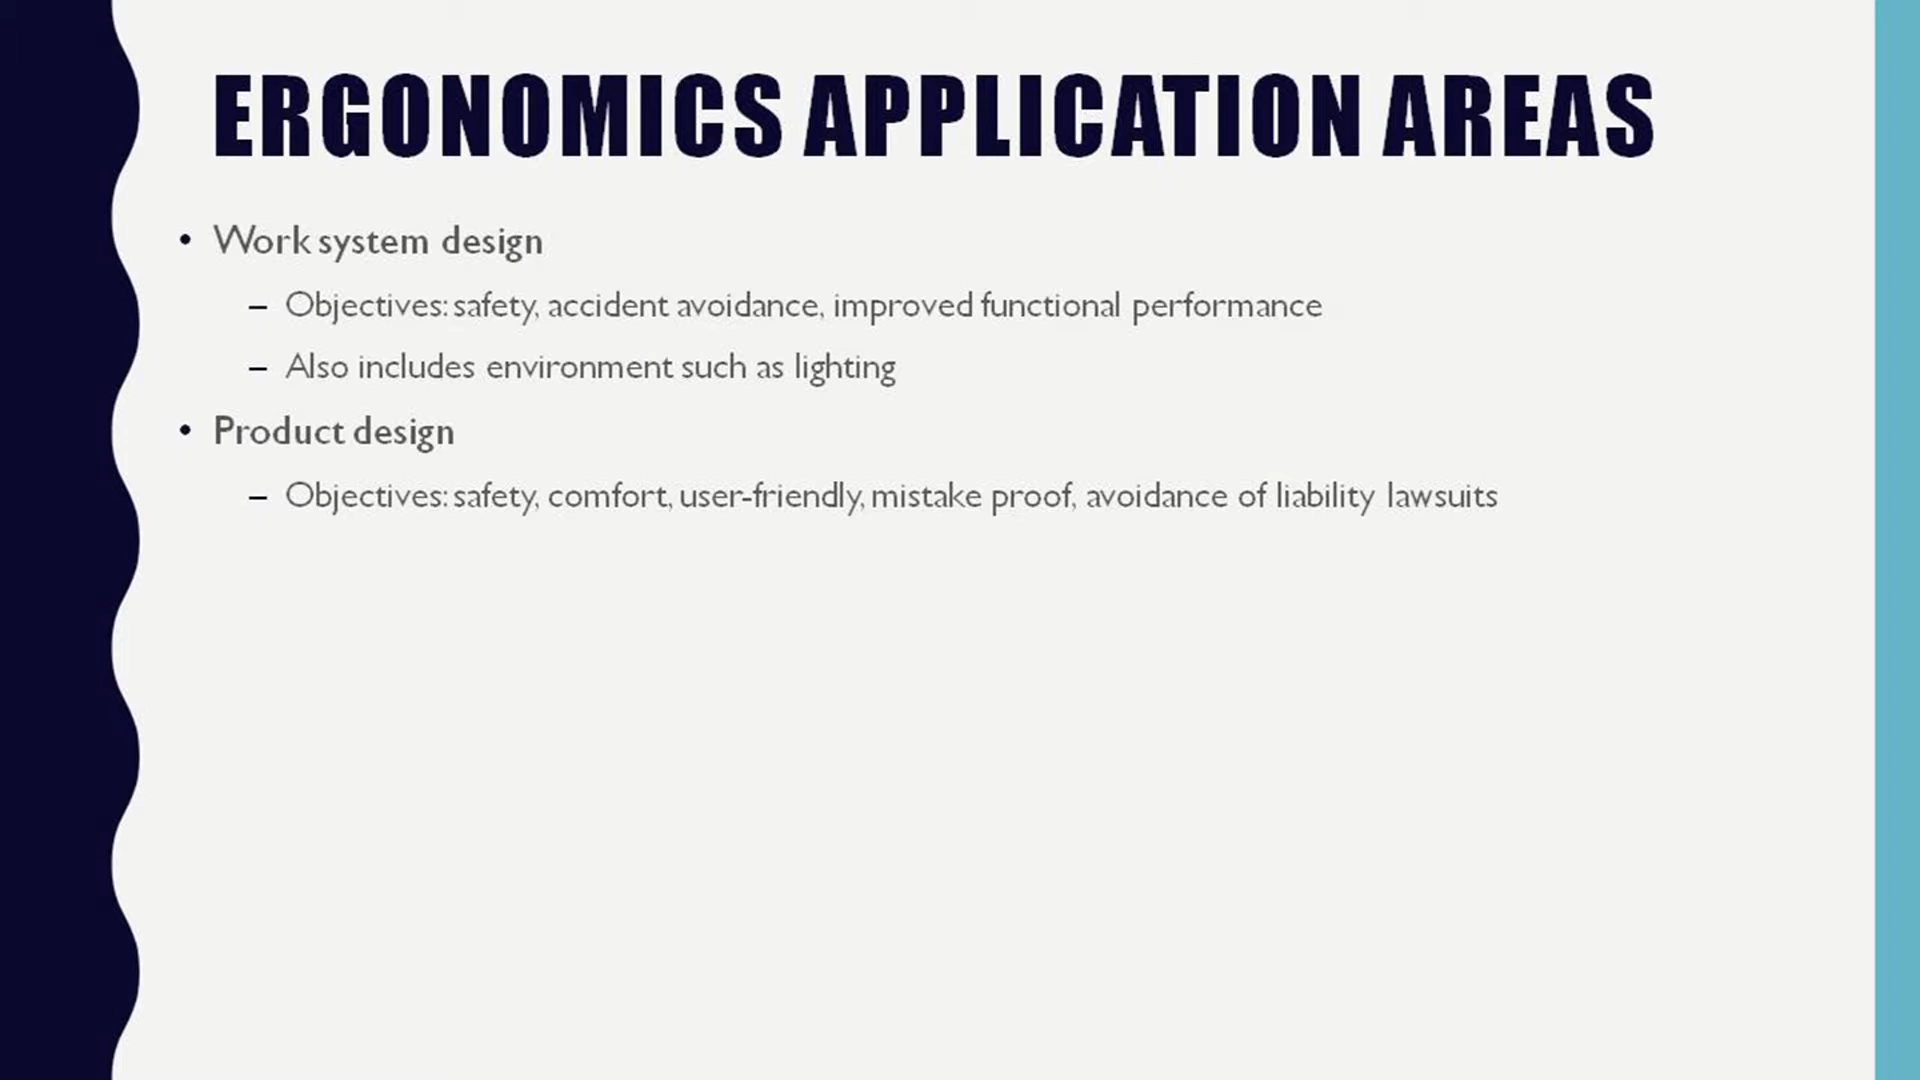 ERGONOMICS APPLICATION AREAS
• Work system design
– Objectives: safety, accident avoidance, improved functional performance
– Also includes environment such as lighting
• Product design
– Objectives: safety, comfort, user-friendly, mistake proof, avoidance of liability lawsuits